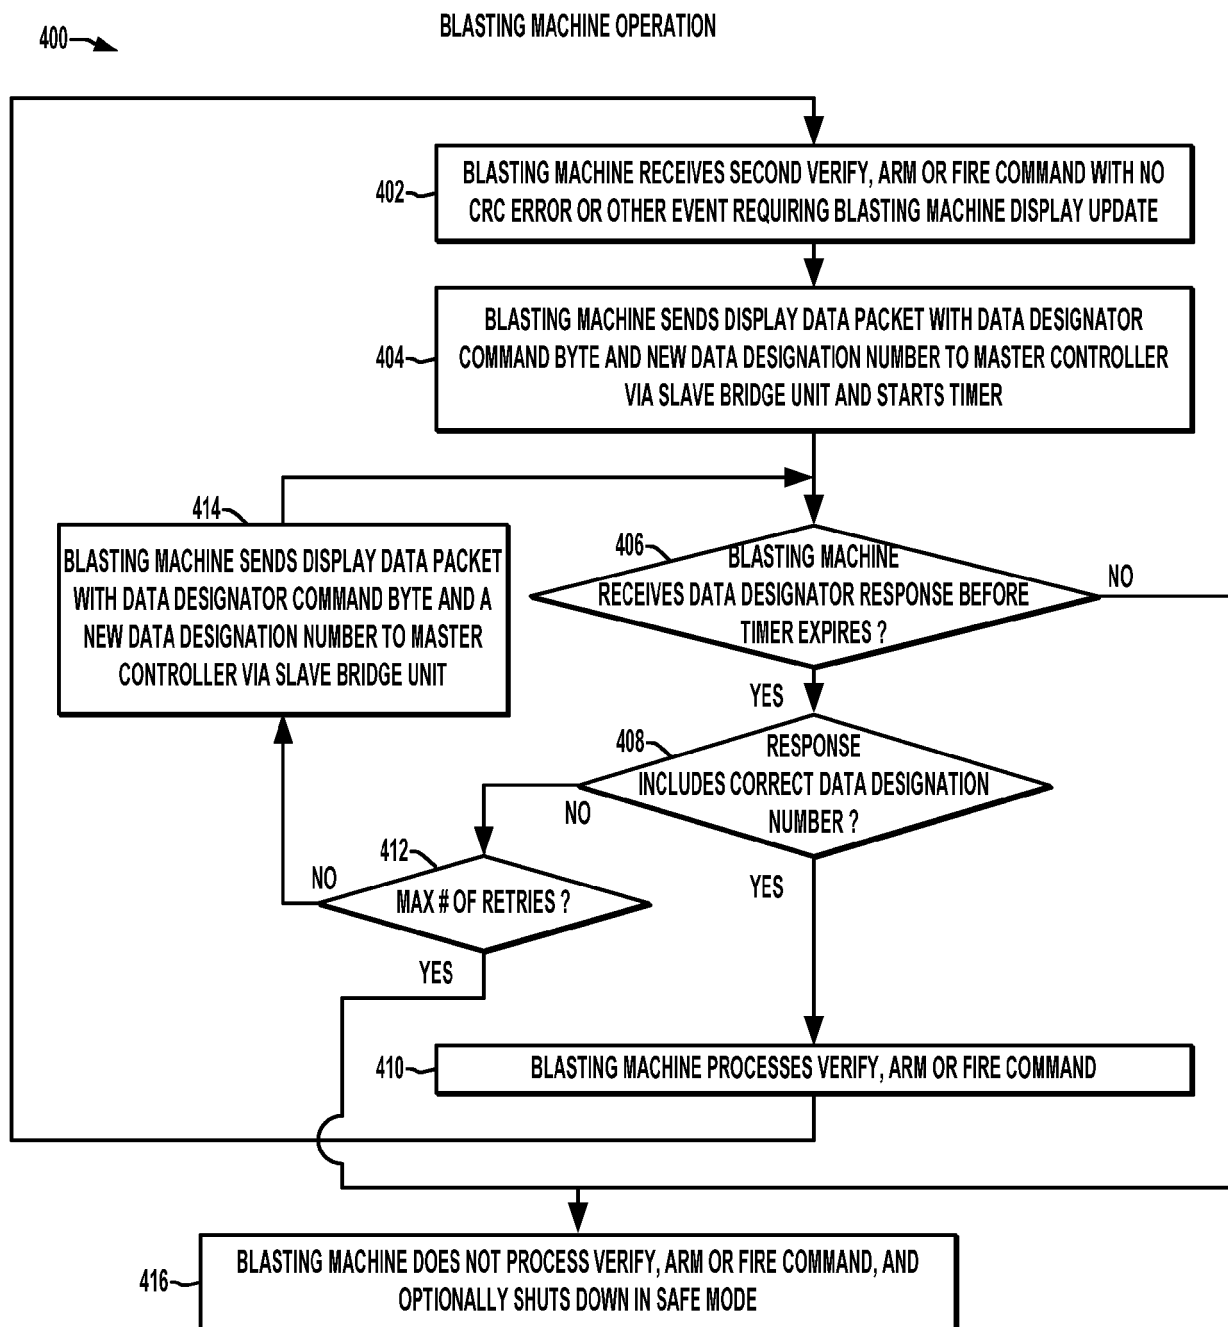 BLASTING MACHINE OPERATION
400
402
BLASTING MACHINE RECEIVES SECOND VERIFY, ARM OR FIRE COMMAND WITH NO
CRC ERROR OR OTHER EVENT REQUIRING BLASTING MACHINE DISPLAY UPDATE
404
BLASTING MACHINE SENDS DISPLAY DATA PACKET WITH DATA DESIGNATOR
COMMAND BYTE AND NEW DATA DESIGNATION NUMBER TO MASTER CONTROLLER
VIA SLAVE BRIDGE UNIT AND STARTS TIMER
414
BLASTING MACHINE SENDS DISPLAY DATA PACKET
WITH DATA DESIGNATOR COMMAND BYTE AND A
NEW DATA DESIGNATION NUMBER TO MASTER
CONTROLLER VIA SLAVE BRIDGE UNIT
406
BLASTING MACHINE
RECEIVES DATA DESIGNATOR RESPONSE BEFORE
TIMER EXPIRES ?
NO
YES
408
RESPONSE
INCLUDES CORRECT DATA DESIGNATION
NUMBER ?
NO
YES
412
MAX # OF RETRIES ?
NO
YES
410
BLASTING MACHINE PROCESSES VERIFY, ARM OR FIRE COMMAND
416
BLASTING MACHINE DOES NOT PROCESS VERIFY, ARM OR FIRE COMMAND, AND
OPTIONALLY SHUTS DOWN IN SAFE MODE